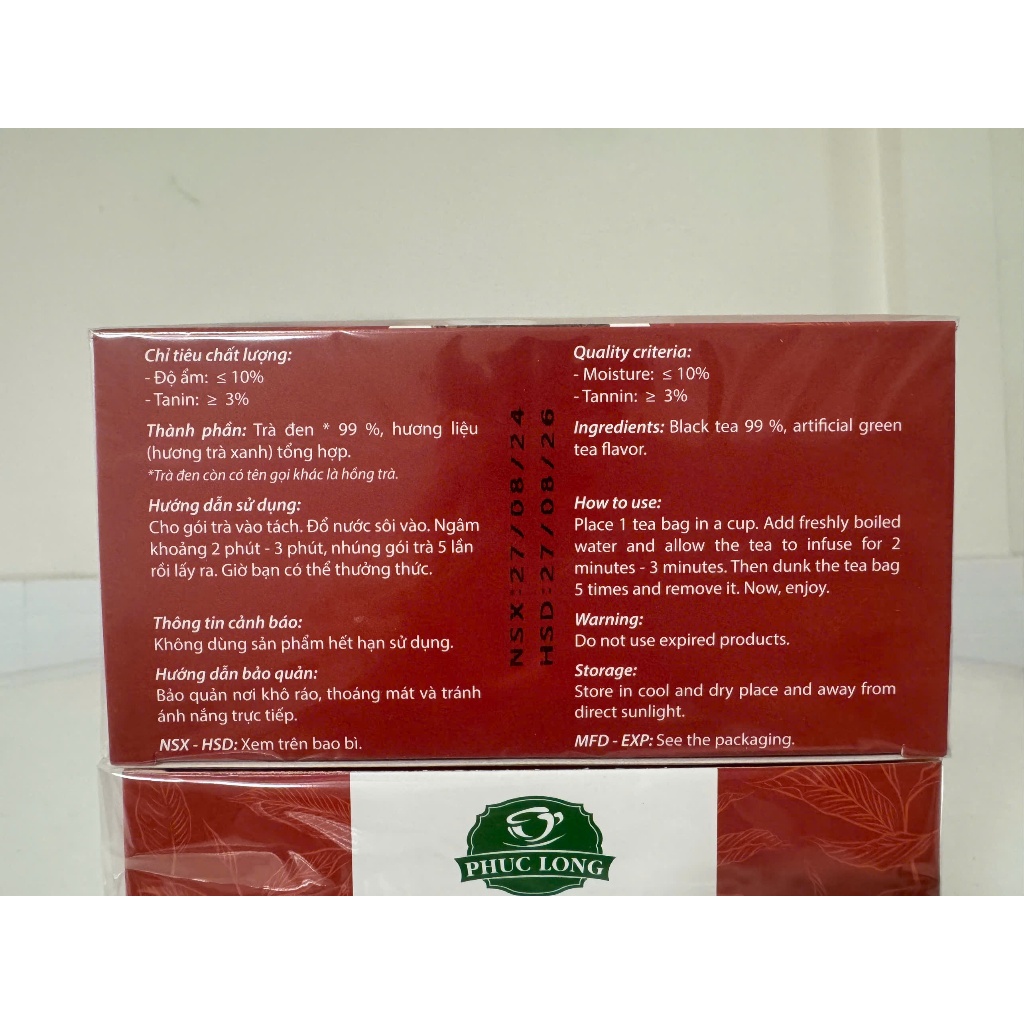 Chỉ tiêu chất lượng:
- Độ ẩm: ≤ 10%
- Tanin: ≥ 3%
Thành phần: Trà đen * 99 %, hương liệu
(hương trà xanh) tổng hợp.
*Trà đen còn có tên gọi khác là hồng trà.
Hướng dẫn sử dụng:
Cho gói trà vào tách. Đổ nước sôi vào. Ngâm
khoảng 2 phút - 3 phút, nhúng gói trà 5 lần
rồi lấy ra. Giờ bạn có thể thưởng thức.
Thông tin cảnh báo:
Không dùng sản phẩm hết hạn sử dụng.
Hướng dẫn bảo quản:
Bảo quản nơi khô ráo, thoáng mát và tránh
ánh nắng trực tiếp.
NSX - HSD: Xem trên bao bì.
NSX:27/08/24
HSD:27/08/26
Quality criteria:
- Moisture: ≤ 10%
- Tannin: ≥ 3%
Ingredients: Black tea 99 %, artificial green
tea flavor.
How to use:
Place 1 tea bag in a cup. Add freshly boiled
water and allow the tea to infuse for 2
minutes - 3 minutes. Then dunk the tea bag
5 times and remove it. Now, enjoy.
Warning:
Do not use expired products.
Storage:
Store in cool and dry place and away from
direct sunlight.
MFD - EXP: See the packaging.
PHUC LONG